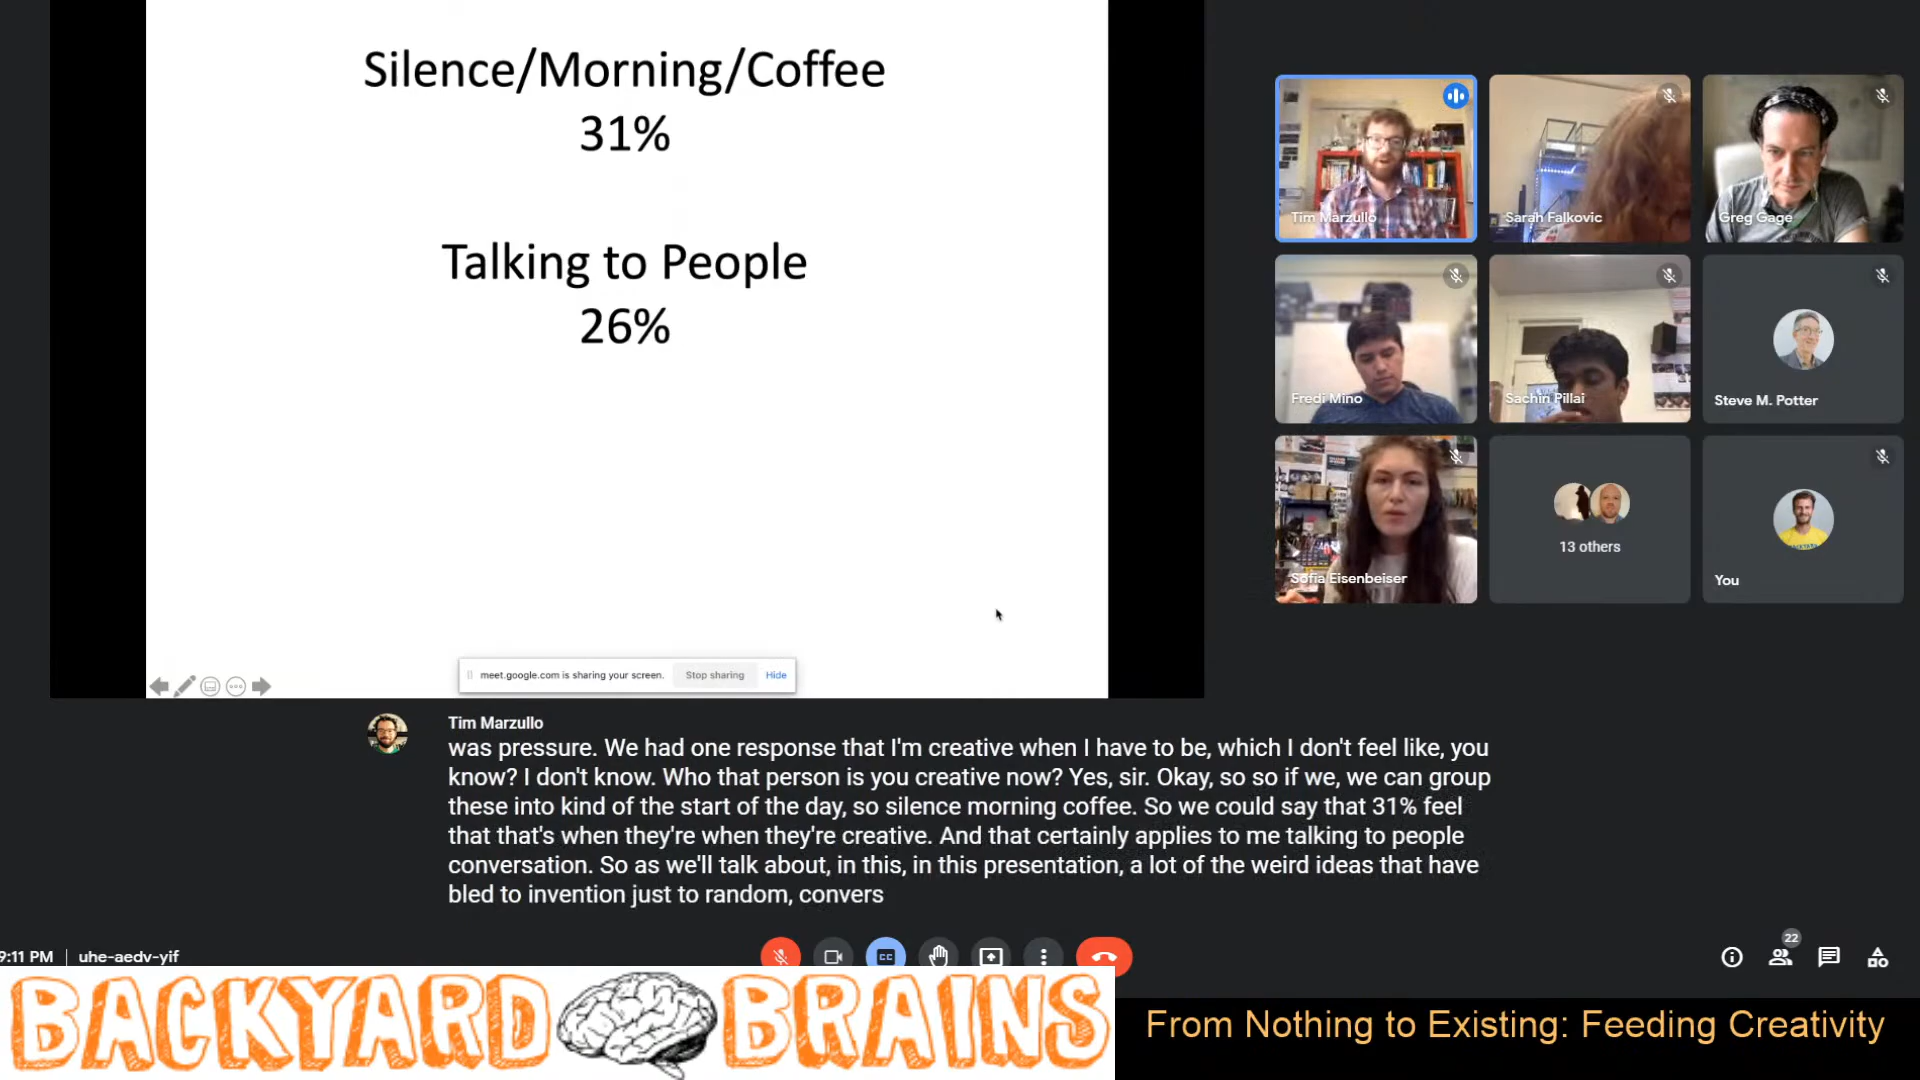 Silence/Morning/Coffee
31%
Talking to People
26%
meet.google.com is sharing your screen.
Stop sharing
Hide
Tim Marzullo
Sarah Falkovic
Greg Gage
Fredi Mino
Sachin Pillai
Steve M. Potter
Sofia Eisenbeiser
13 others
You
Tim Marzullo
was pressure. We had one response that I'm creative when I have to be, which I don't feel like, you
know? I don't know. Who that person is you creative now? Yes, sir. Okay, so so if we, we can group
these into kind of the start of the day, so silence morning coffee. So we could say that 31% feel
that that's when they're when they're creative. And that certainly applies to me talking to people
conversation. So as we'll talk about, in this, in this presentation, a lot of the weird ideas that have
bled to invention just to random, convers
9:11 PM | uhe-aedv-yif
CC
22
BACKYARD BRAINS
From Nothing to Existing: Feeding Creativity